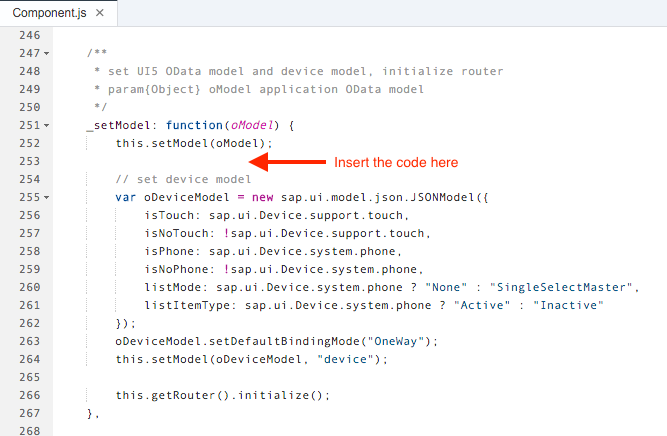 Component.js ×
246
247 /**
248 * set UI5 OData model and device model, initialize router
249 * param{Object} oModel application OData model
250 */
251 _setModel: function(oModel) {
252 this.setModel(oModel);
253 Insert the code here
254 // set device model
255 var oDeviceModel = new sap.ui.model.json.JSONModel({
256 isTouch: sap.ui.Device.support.touch,
257 isNoTouch: !sap.ui.Device.support.touch,
258 isPhone: sap.ui.Device.system.phone,
259 isNoPhone: !sap.ui.Device.system.phone,
260 listMode: sap.ui.Device.system.phone ? "None" : "SingleSelectMaster",
261 listItemType: sap.ui.Device.system.phone ? "Active" : "Inactive"
262 });
263 oDeviceModel.setDefaultBindingMode("OneWay");
264 this.setModel(oDeviceModel, "device");
265
266 this.getRouter().initialize();
267 },
268